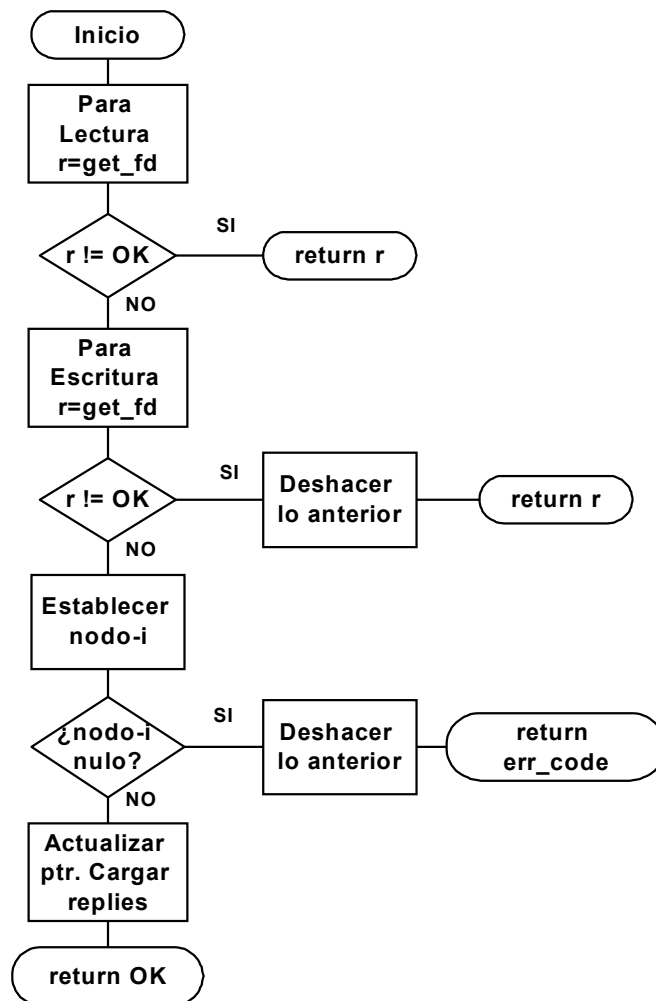 Inicio
Para
Lectura
r=get_fd
SI
r != OK
return r
NO
Para
Escritura
r=get_fd
SI
r != OK
Deshacer
lo anterior
return r
NO
Establecer
nodo-i
SI
¿nodo-i
nulo?
Deshacer
lo anterior
return
err_code
NO
Actualizar
ptr. Cargar
replies
return OK